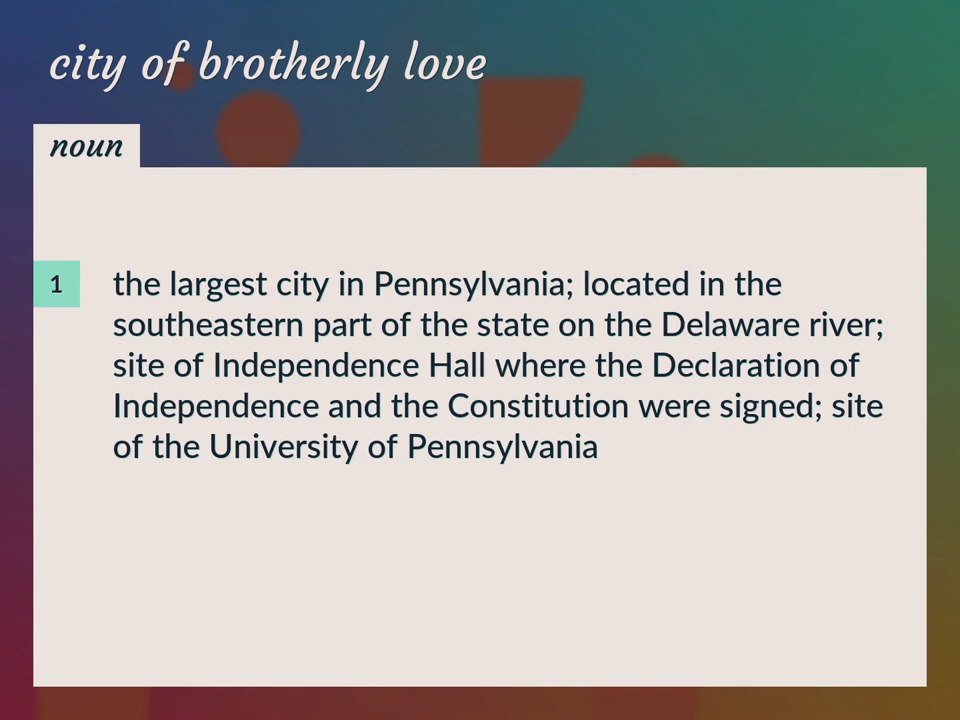 city of brotherly love
noun
1
the largest city in Pennsylvania; located in the
southeastern part of the state on the Delaware river;
site of Independence Hall where the Declaration of
Independence and the Constitution were signed; site
of the University of Pennsylvania